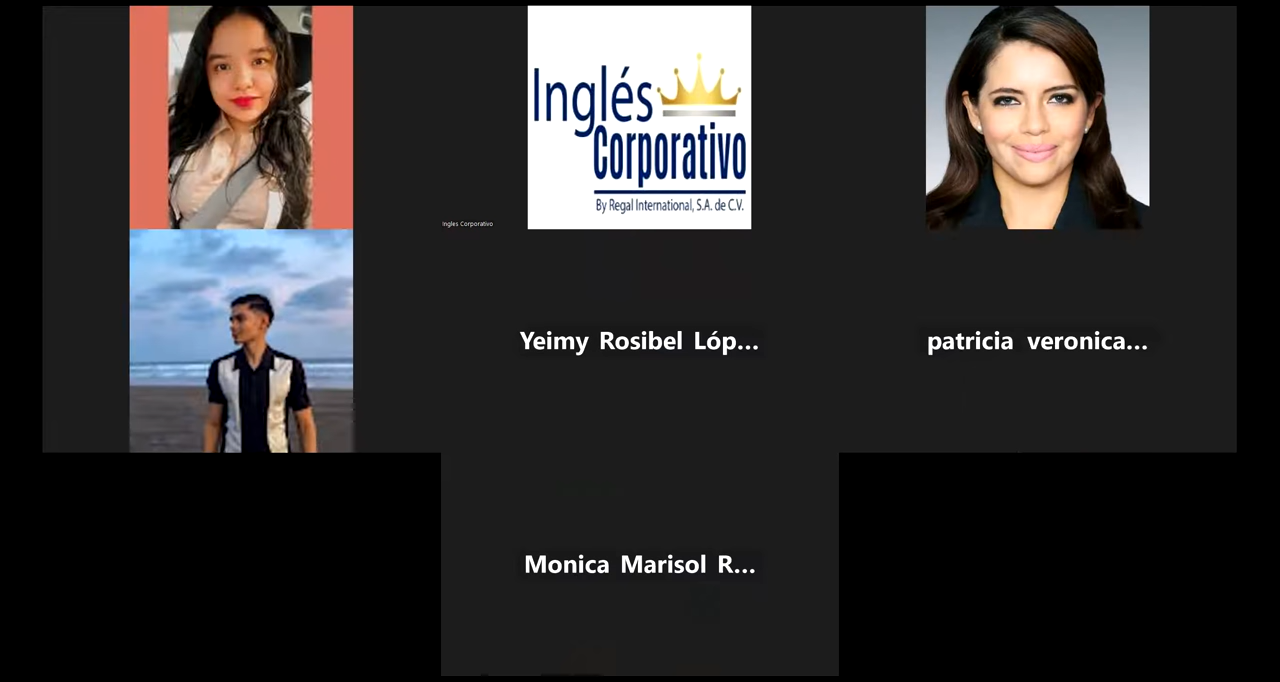 Inglés
Corporativo
By Regal International, S.A. de C.V.
Ingles Corporativo
Yeimy Rosibel Lóp...
patricia veronica...
Monica Marisol R...